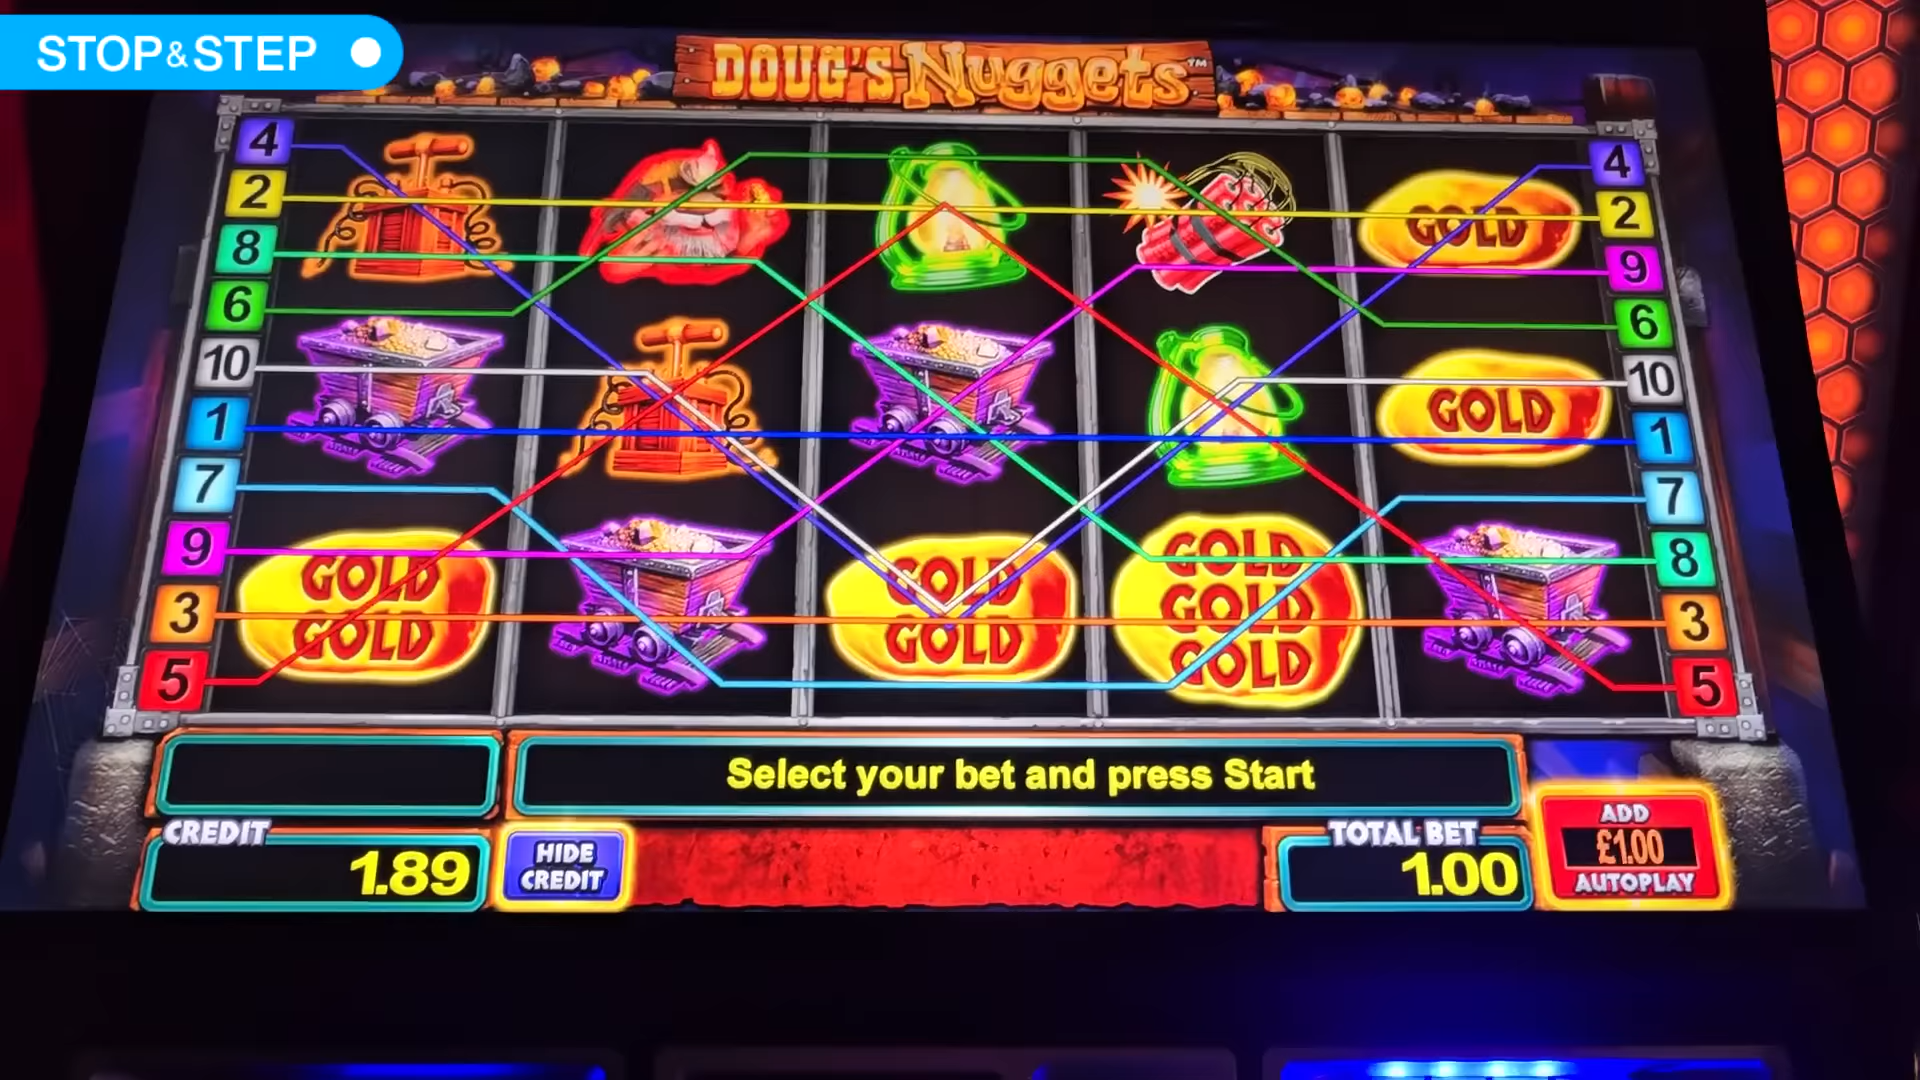 STOP&STEP
DOUG'S Nuggets™
4
2
8
6
10
1
7
9
3
5
GOLD
GOLD
GOLD
GOLD
GOLD
GOLD
GOLD
GOLD
GOLD
4
2
9
6
10
1
7
8
3
5
Select your bet and press Start
CREDIT
1.89
HIDE
CREDIT
TOTAL BET
1.00
ADD
£1.00
AUTOPLAY